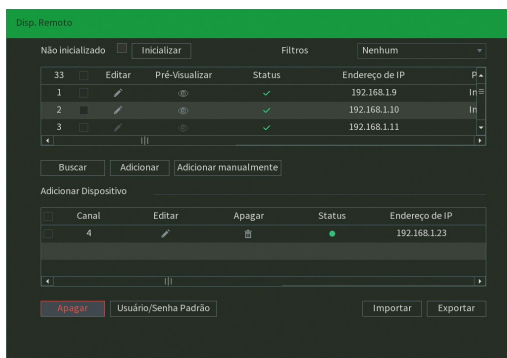 Disp. Remoto
Não inicializado Inicializar Filtros Nenhum
33 Editar Pré-Visualizar Status Endereço de IP P
1 192.168.1.9 In
2 192.168.1.10 In
3 192.168.1.11
Buscar Adicionar Adicionar manualmente
Adicionar Dispositivo
Canal Editar Apagar Status Endereço de IP
4 192.168.1.23
Apagar Usuário/Senha Padrão Importar Exportar